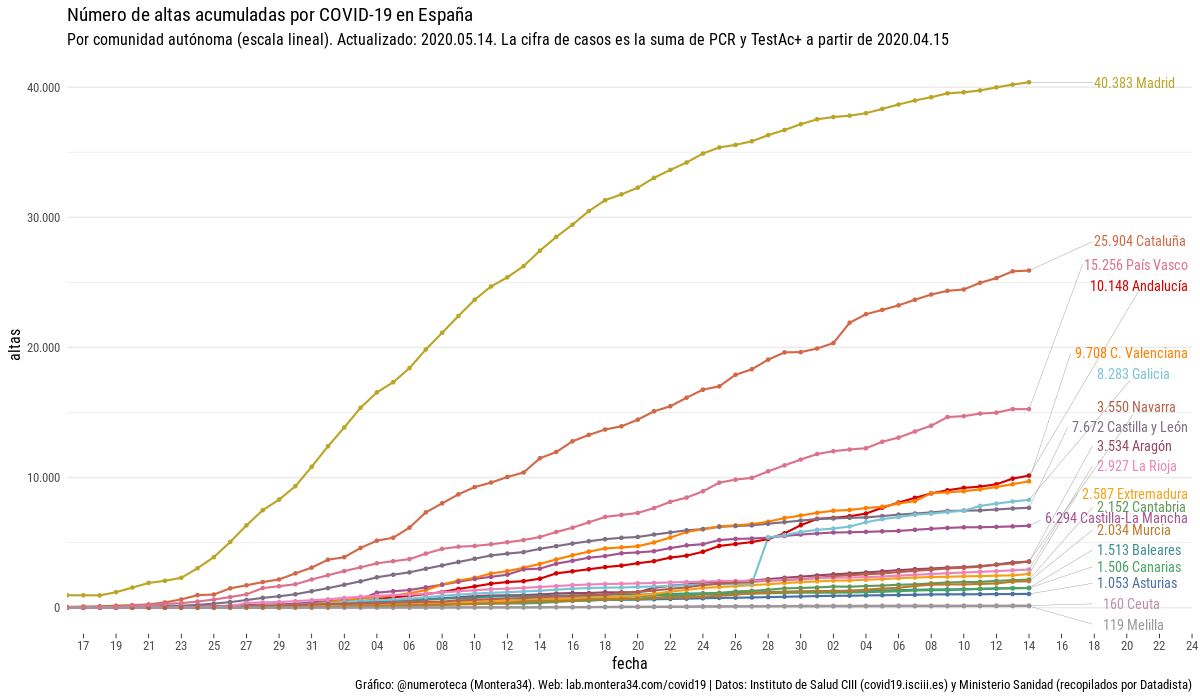 Número de altas acumuladas por COVID-19 en España
Por comunidad autónoma (escala lineal). Actualizado: 2020.05.14. La cifra de casos es la suma de PCR y TestAc+ a partir de 2020.04.15
altas
40.000
30.000
20.000
10.000
0
40.383 Madrid
25.904 Cataluña
15.256 País Vasco
10.148 Andalucía
9.708 C. Valenciana
8.283 Galicia
3.550 Navarra
7.672 Castilla y León
3.534 Aragón
2.927 La Rioja
2.587 Extremadura
2.152 Cantabria
6.294 Castilla-La Mancha
2.034 Murcia
1.513 Baleares
1.506 Canarias
1.053 Asturias
160 Ceuta
119 Melilla
17 19 21 23 25 27 29 31 02 04 06 08 10 12 14 16 18 20 22 24 26 28 30 02 04 06 08 10 12 14 16 18 20 22 24
fecha
Gráfico: @numeroteca (Montera34). Web: lab.montera34.com/covid19 | Datos: Instituto de Salud CIII (covid19.isciii.es) y Ministerio Sanidad (recopilados por Datadista)